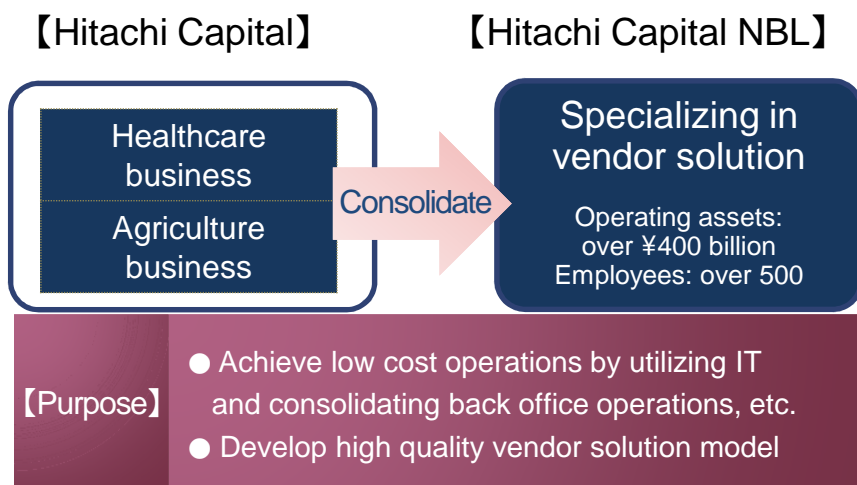 【Hitachi Capital】
【Hitachi Capital NBL】
Healthcare
business
Agriculture
business
Consolidate
Specializing in
vendor solution
Operating assets:
over ¥400 billion
Employees: over 500
【Purpose】
● Achieve low cost operations by utilizing IT
and consolidating back office operations, etc.
● Develop high quality vendor solution model